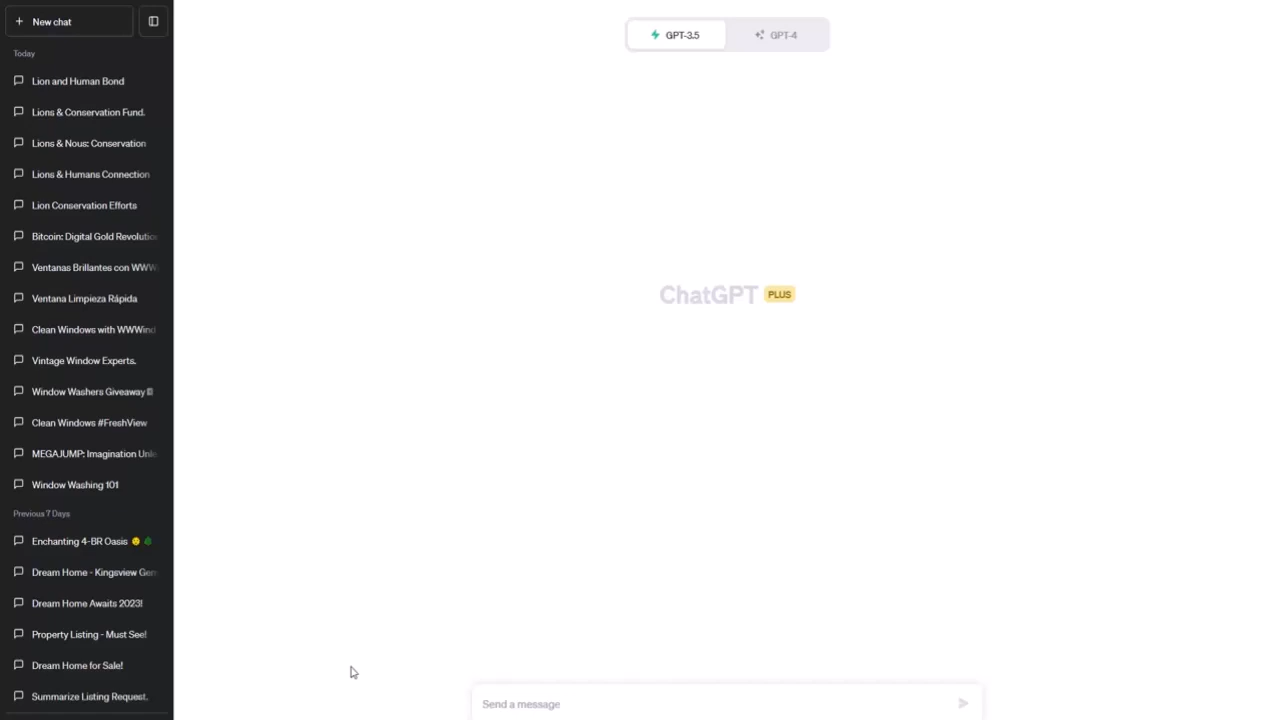 New chat
GPT-3.5
GPT-4
Today
Lion and Human Bond
Lions & Conservation Fund.
Lions & Nous: Conservation
Lions & Humans Connection
Lion Conservation Efforts
Bitcoin: Digital Gold Revolutio
Ventanas Brillantes con WWW
Ventana Limpieza Rápida
Clean Windows with WWWind
Vintage Window Experts.
Window Washers Giveaway
Clean Windows #FreshView
MEGAJUMP: Imagination Unle
Window Washing 101
Previous 7 Days
Enchanting 4-BR Oasis
Dream Home - Kingsview Gem
Dream Home Awaits 2023!
Property Listing - Must See!
Dream Home for Sale!
Summarize Listing Request.
ChatGPT PLUS
Send a message